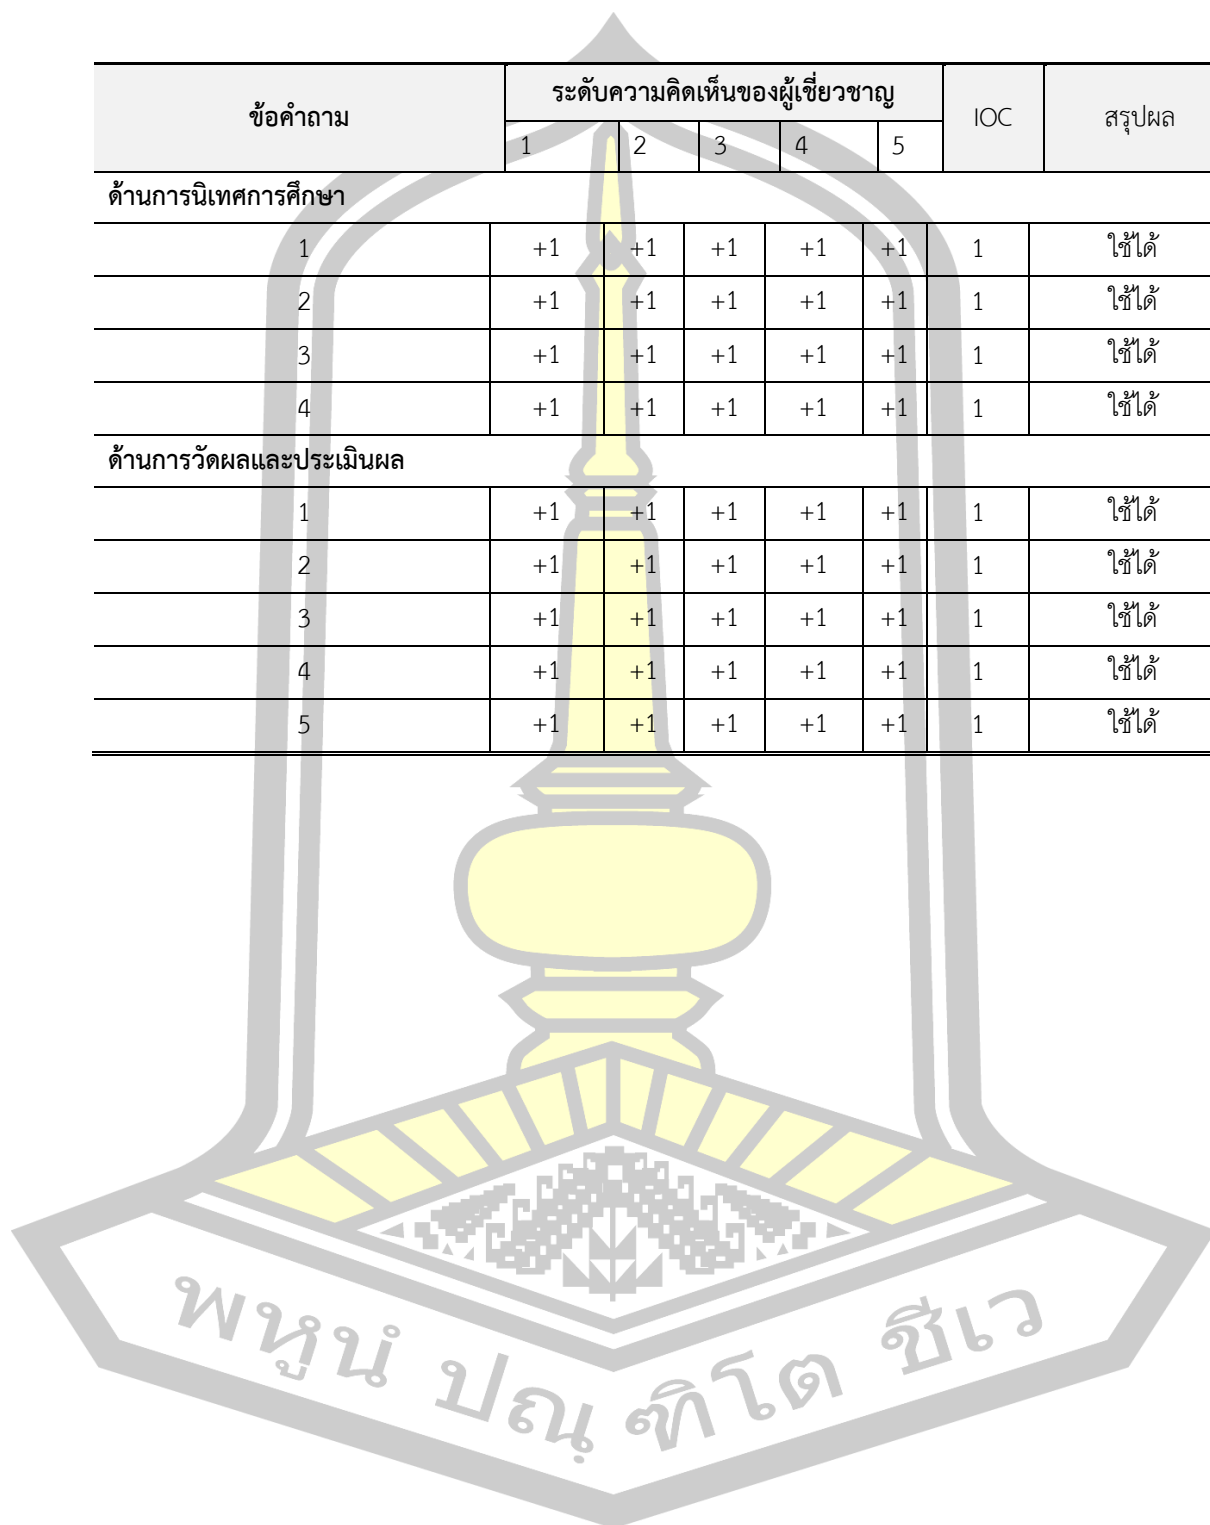 ข้อคำถาม ระดับความคิดเห็นของผู้เชี่ยวชาญ IOC สรุปผล
1 2 3 4 5
ด้านการนิเทศการศึกษา
1 +1 +1 +1 +1 +1 1 ใช้ได้
2 +1 +1 +1 +1 +1 1 ใช้ได้
3 +1 +1 +1 +1 +1 1 ใช้ได้
4 +1 +1 +1 +1 +1 1 ใช้ได้
ด้านการวัดผลและประเมินผล
1 +1 +1 +1 +1 +1 1 ใช้ได้
2 +1 +1 +1 +1 +1 1 ใช้ได้
3 +1 +1 +1 +1 +1 1 ใช้ได้
4 +1 +1 +1 +1 +1 1 ใช้ได้
5 +1 +1 +1 +1 +1 1 ใช้ได้
พหูนํ ปณฺฑิโต ชีเว